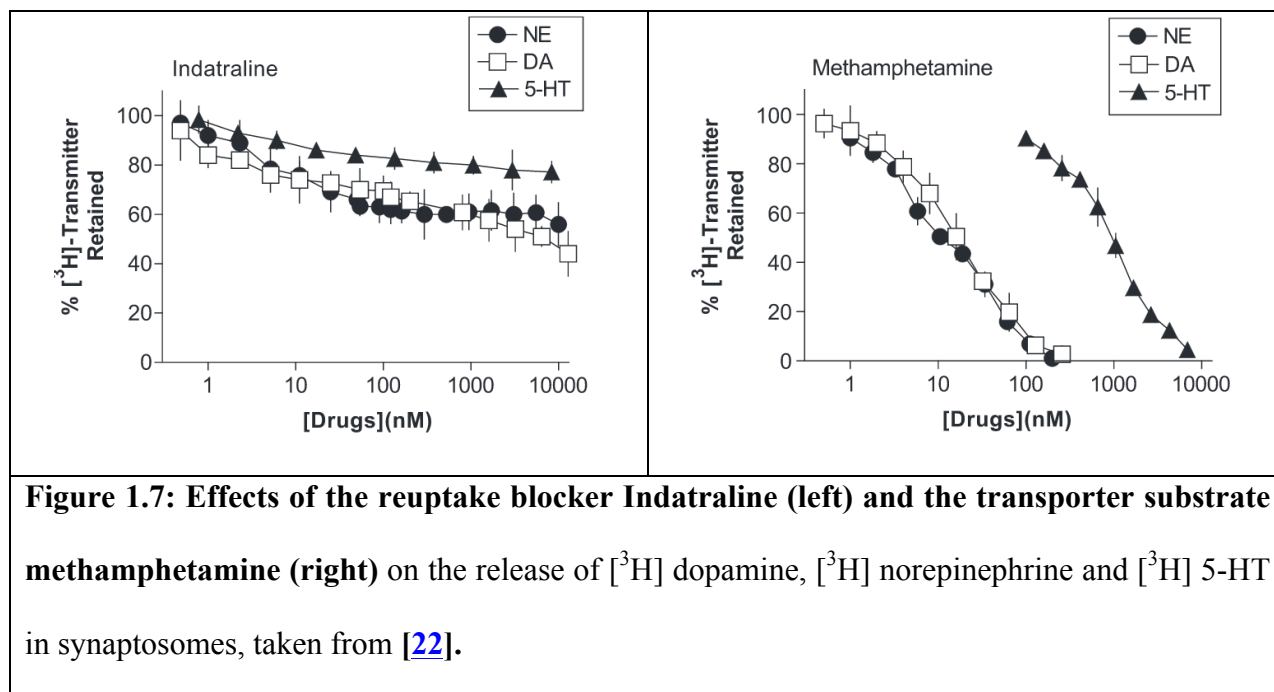 Indatraline
NE
DA
5-HT
100
80
60
40
20
0
% [³H]-Transmitter
Retained
1 10 100 1000 10000
[Drugs](nM)
Methamphetamine
NE
DA
5-HT
100
80
60
40
20
0
% [³H]-Transmitter
Retained
1 10 100 1000 10000
[Drugs](nM)
Figure 1.7: Effects of the reuptake blocker Indatraline (left) and the transporter substrate
methamphetamine (right) on the release of [³H] dopamine, [³H] norepinephrine and [³H] 5-HT
in synaptosomes, taken from [22].